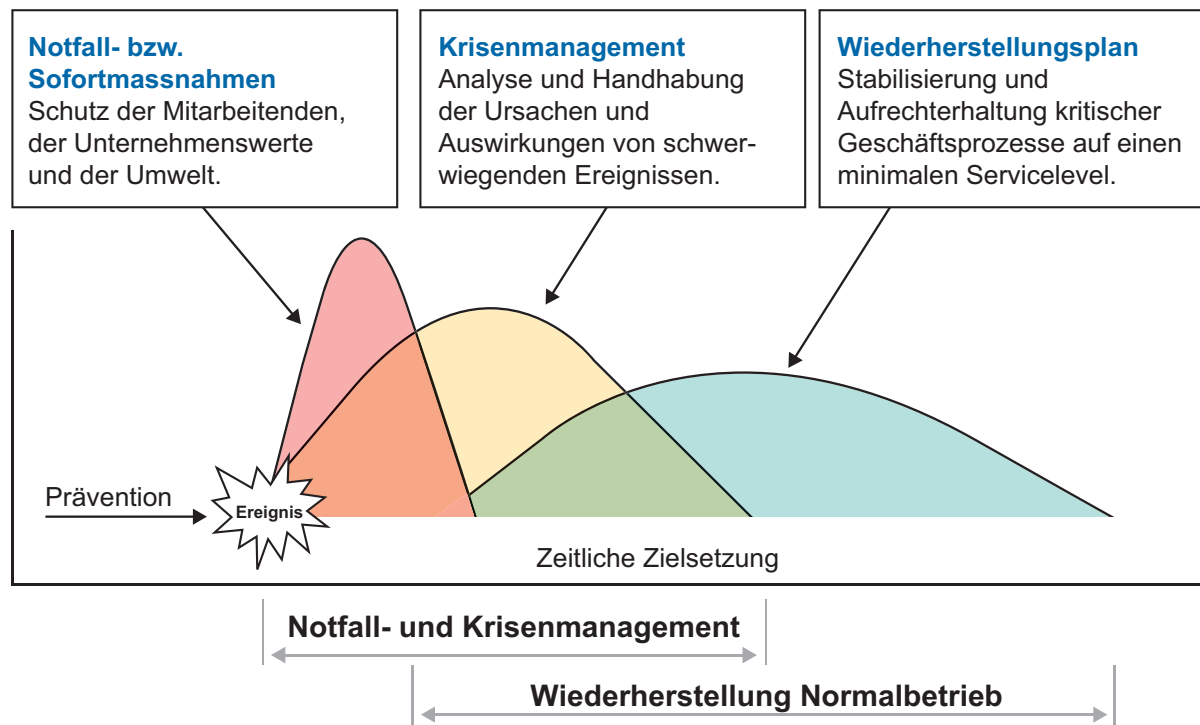 Notfall- bzw.
Sofortmassnahmen
Schutz der Mitarbeitenden,
der Unternehmenswerte
und der Umwelt.
Krisenmanagement
Analyse und Handhabung
der Ursachen und
Auswirkungen von schwer-
wiegenden Ereignissen.
Wiederherstellungsplan
Stabilisierung und
Aufrechterhaltung kritischer
Geschäftsprozesse auf einen
minimalen Servicelevel.
Prävention
Ereignis
Zeitliche Zielsetzung
Notfall- und Krisenmanagement
Wiederherstellung Normalbetrieb